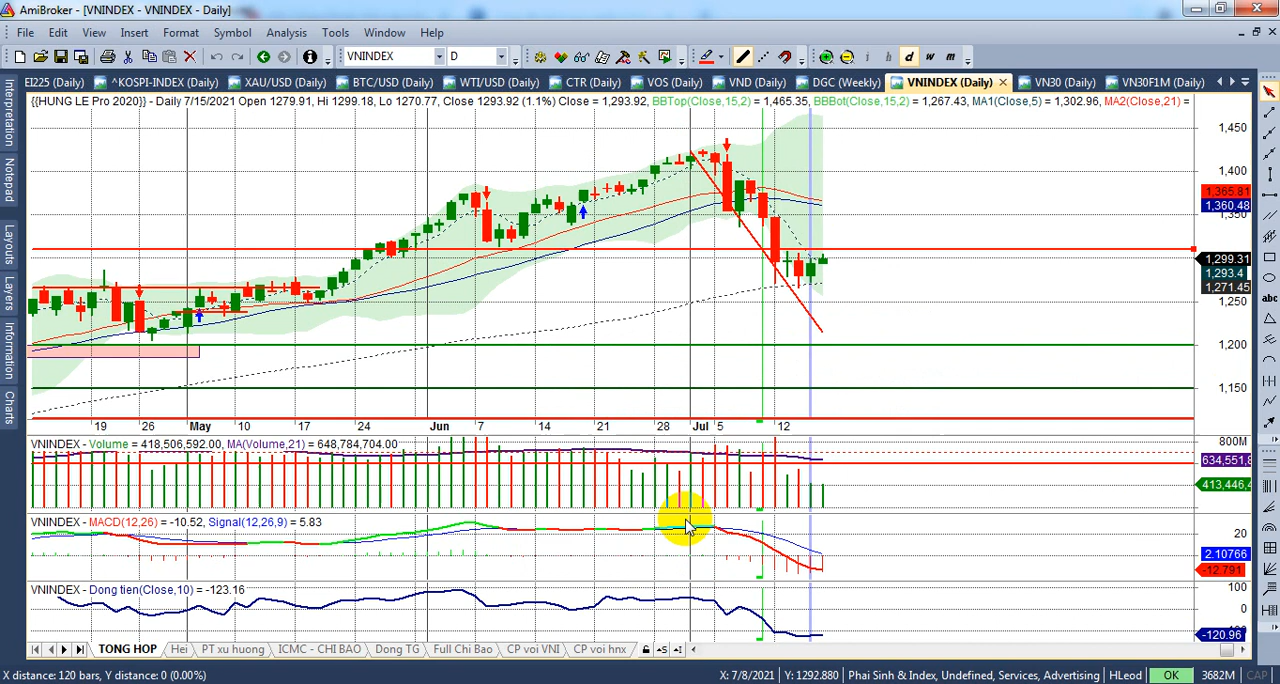 AmiBroker - [VNINDEX - VNINDEX - Daily]
File Edit View Insert Format Symbol Analysis Tools Window Help
VNINDEX D i h d w m
EI225 (Daily) ^KOSPI-INDEX (Daily) XAU/USD (Daily) BTC/USD (Daily) WTI/USD (Daily) CTR (Daily) VOS (Daily) VND (Daily) DGC (Weekly) VNINDEX (Daily) VN30 (Daily) VN30F1M (Daily)
{{HUNG LE Pro 2020}} - Daily 7/15/2021 Open 1279.91, Hi 1299.18, Lo 1270.77, Close 1293.92 (1.1%) Close = 1,293.92, BBTop(Close,15,2) = 1,465.35, BBBot(Close,15,2) = 1,267.43, MA1(Close,5) = 1,302.96, MA2(Close,21) =
Interpretation
Notepad
Layouts
Layers
Information
Charts
1,450
1,400
1,365.81
1,360.48
1,350
1,299.31
1,293.4
1,271.45
1,250
1,200
1,150
abc
19 26 May 10 19 26 Jun 7 14 21 28 Jul 5 12
VNINDEX - Volume = 418,506,592.00, MA(Volume,21) = 648,784,704.00
800M
634,551,8
413,446,4
VNINDEX - MACD(12,26) = -10.52, Signal(12,26,9) = 5.83
20
2.10766
-12.791
VNINDEX - Dong tien(Close,10) = -123.16
100
0
-120.96
TONG HOP Hei PT xu huong ICMC - CHI BAO Dong TG Full Chi Bao CP voi VNI CP voi hnx
X distance: 120 bars, Y distance: 0 (0.00%) X: 7/8/2021 Y: 1292.880 Phai Sinh & Index, Undefined, Services, Advertising HLeod OK 3682M CAP